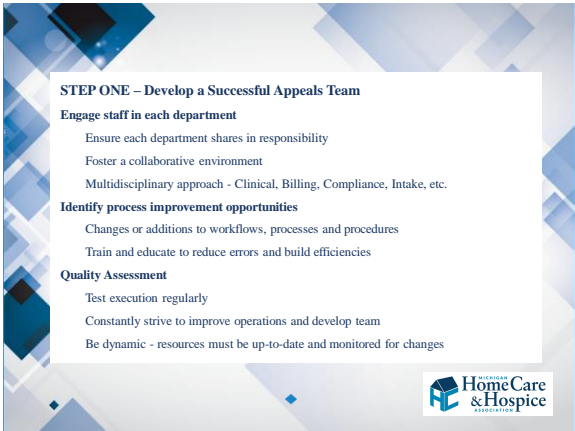 STEP ONE – Develop a Successful Appeals Team
Engage staff in each department
Ensure each department shares in responsibility
Foster a collaborative environment
Multidisciplinary approach - Clinical, Billing, Compliance, Intake, etc.
Identify process improvement opportunities
Changes or additions to workflows, processes and procedures
Train and educate to reduce errors and build efficiencies
Quality Assessment
Test execution regularly
Constantly strive to improve operations and develop team
Be dynamic - resources must be up-to-date and monitored for changes
MICHIGAN
HomeCare
&Hospice
ASSOCIATION